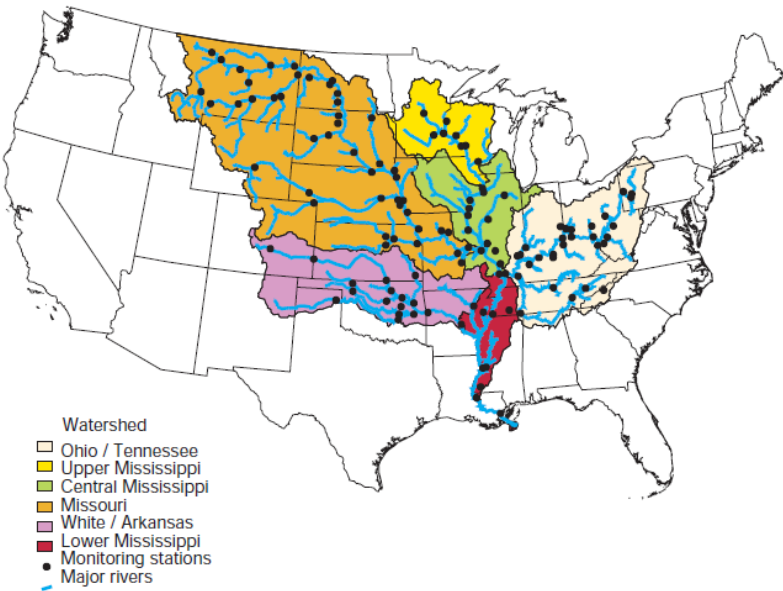 Watershed
Ohio / Tennessee
Upper Mississippi
Central Mississippi
Missouri
White / Arkansas
Lower Mississippi
Monitoring stations
Major rivers